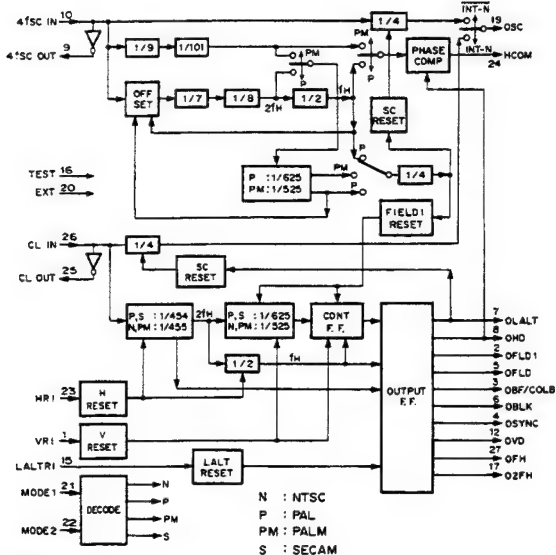 4fSC IN 10
4fSC OUT 9
1/9
1/101
1/4
INT-N
INT-N
19 OSC
PHASE COMP
HCOM 24
PM
P
PM
P
OFF SET
1/7
1/8
2fH
1/2
fH
SC RESET
TEST 16
EXT 20
P : 1/625
PM : 1/525
PM
P
P
1/4
FIELD1 RESET
CL IN 26
CL OUT 25
1/4
SC RESET
P,S : 1/454
N,PM : 1/455
2fH
P,S : 1/625
N,PM : 1/525
CONT F.F.
1/2
fH
OUTPUT F.F.
7 OLALT
8 OHD
2 OFLD1
5 OFLD
3 OBF/COLB
6 OBLK
4 OSYNC
12 OVD
27 OFH
17 O2FH
HRI 23
H RESET
VRI 1
V RESET
LALTRI 15
LALT RESET
MODE1 21
MODE2 22
DECODE
N
P
PM
S
N : NTSC
P : PAL
PM : PALM
S : SECAM